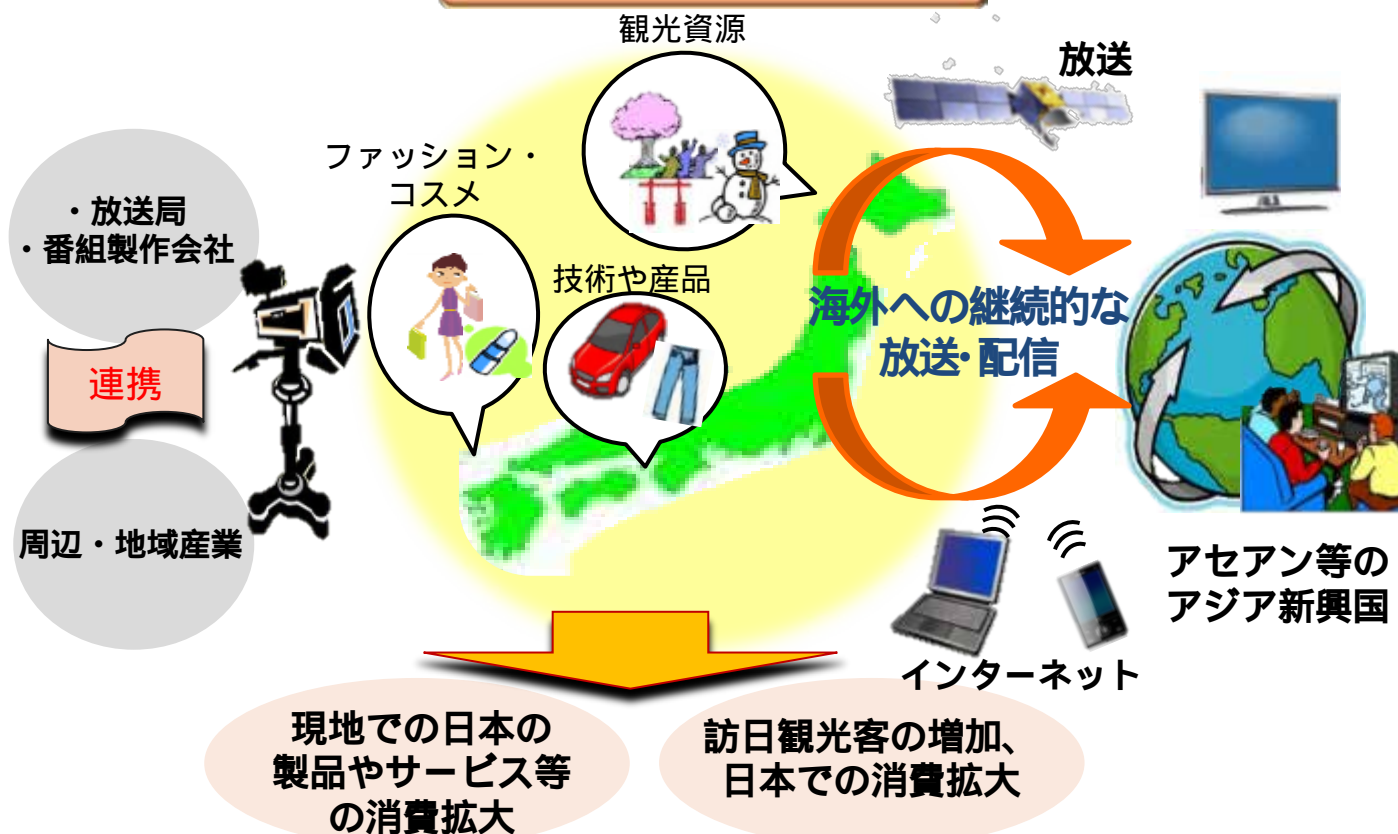 観光資源
放送
ファッション・
コスメ
・放送局
・番組製作会社
技術や産品
海外への継続的な
放送・配信
連携
周辺・地域産業
アセアン等の
アジア新興国
インターネット
現地での日本の
製品やサービス等
の消費拡大
訪日観光客の増加、
日本での消費拡大